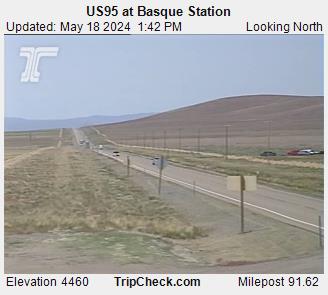 US95 at Basque Station
Updated: May 18 2024 1:42 PM Looking North
Elevation 4460 TripCheck.com Milepost 91.62